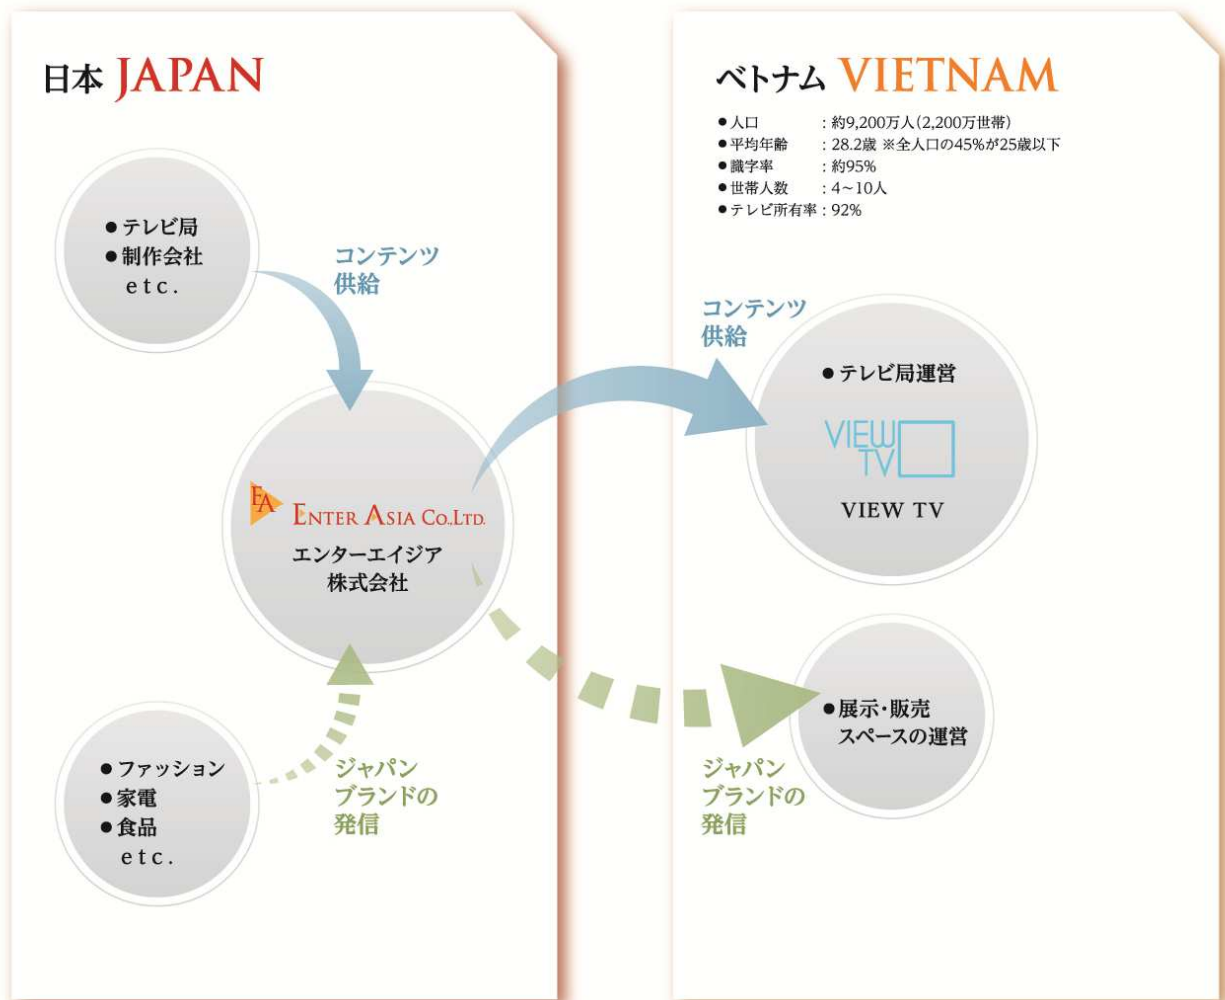 日本 JAPAN
● テレビ局
● 制作会社
etc.
コンテンツ
供給
EA
ENTER ASIA CO.,LTD.
エンターエイジア
株式会社
● ファッション
● 家電
● 食品
etc.
ジャパン
ブランドの
発信
ベトナム VIETNAM
● 人口 : 約9,200万人(2,200万世帯)
● 平均年齢 : 28.2歳 ※全人口の45%が25歳以下
● 識字率 : 約95%
● 世帯人数 : 4~10人
● テレビ所有率 : 92%
コンテンツ
供給
● テレビ局運営
VIEW
TV
VIEW TV
● 展示・販売
スペースの運営
ジャパン
ブランドの
発信